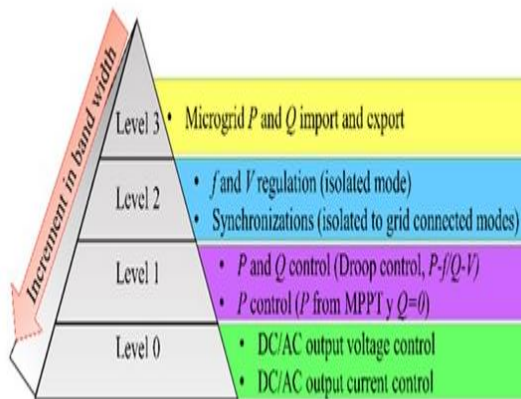 Increment in band width
Level 3
• Microgrid P and Q import and export
Level 2
• f and V regulation (isolated mode)
• Synchronizations (isolated to grid connected modes)
Level 1
• P and Q control (Droop control, P-f/Q-V)
• P control (P from MPPT y Q=0)
Level 0
• DC/AC output voltage control
• DC/AC output current control